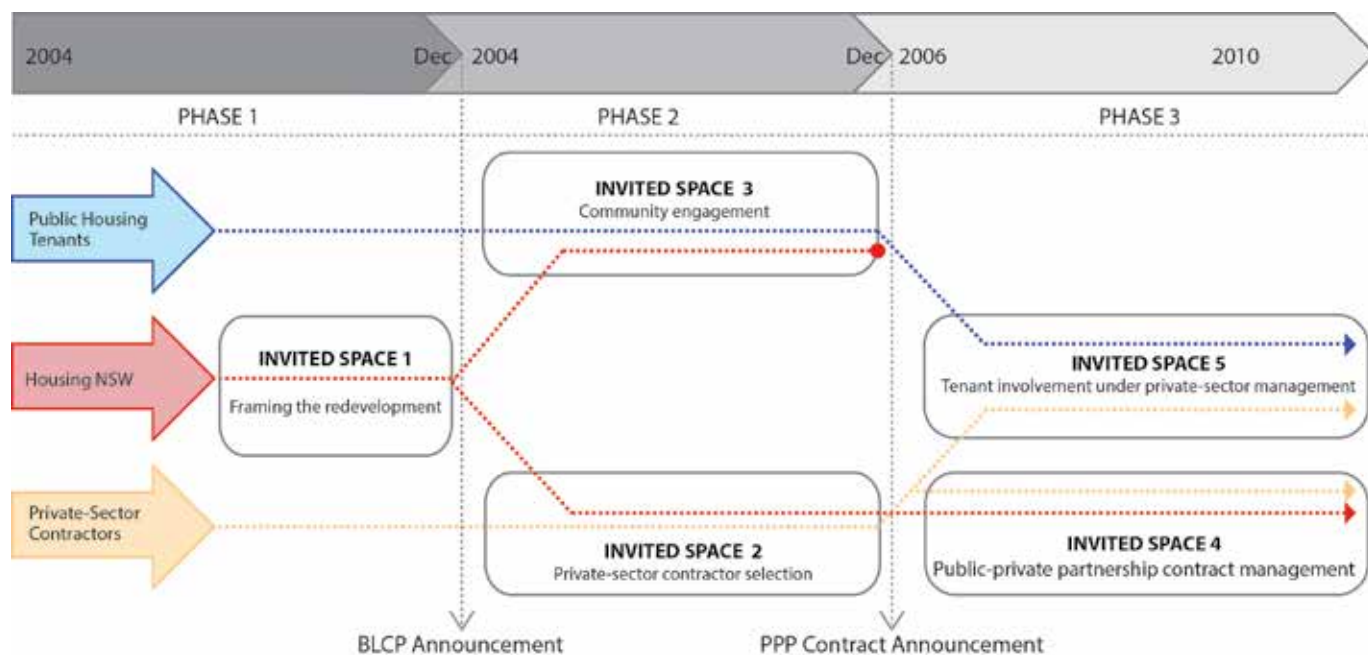 2004 Dec 2004 Dec 2006 2010
PHASE 1 PHASE 2 PHASE 3
Public Housing
Tenants
INVITED SPACE 3
Community engagement
Housing NSW
INVITED SPACE 1
Framing the redevelopment
INVITED SPACE 5
Tenant involvement under private-sector management
Private-Sector
Contractors
INVITED SPACE 2
Private-sector contractor selection
INVITED SPACE 4
Public-private partnership contract management
BLCP Announcement PPP Contract Announcement